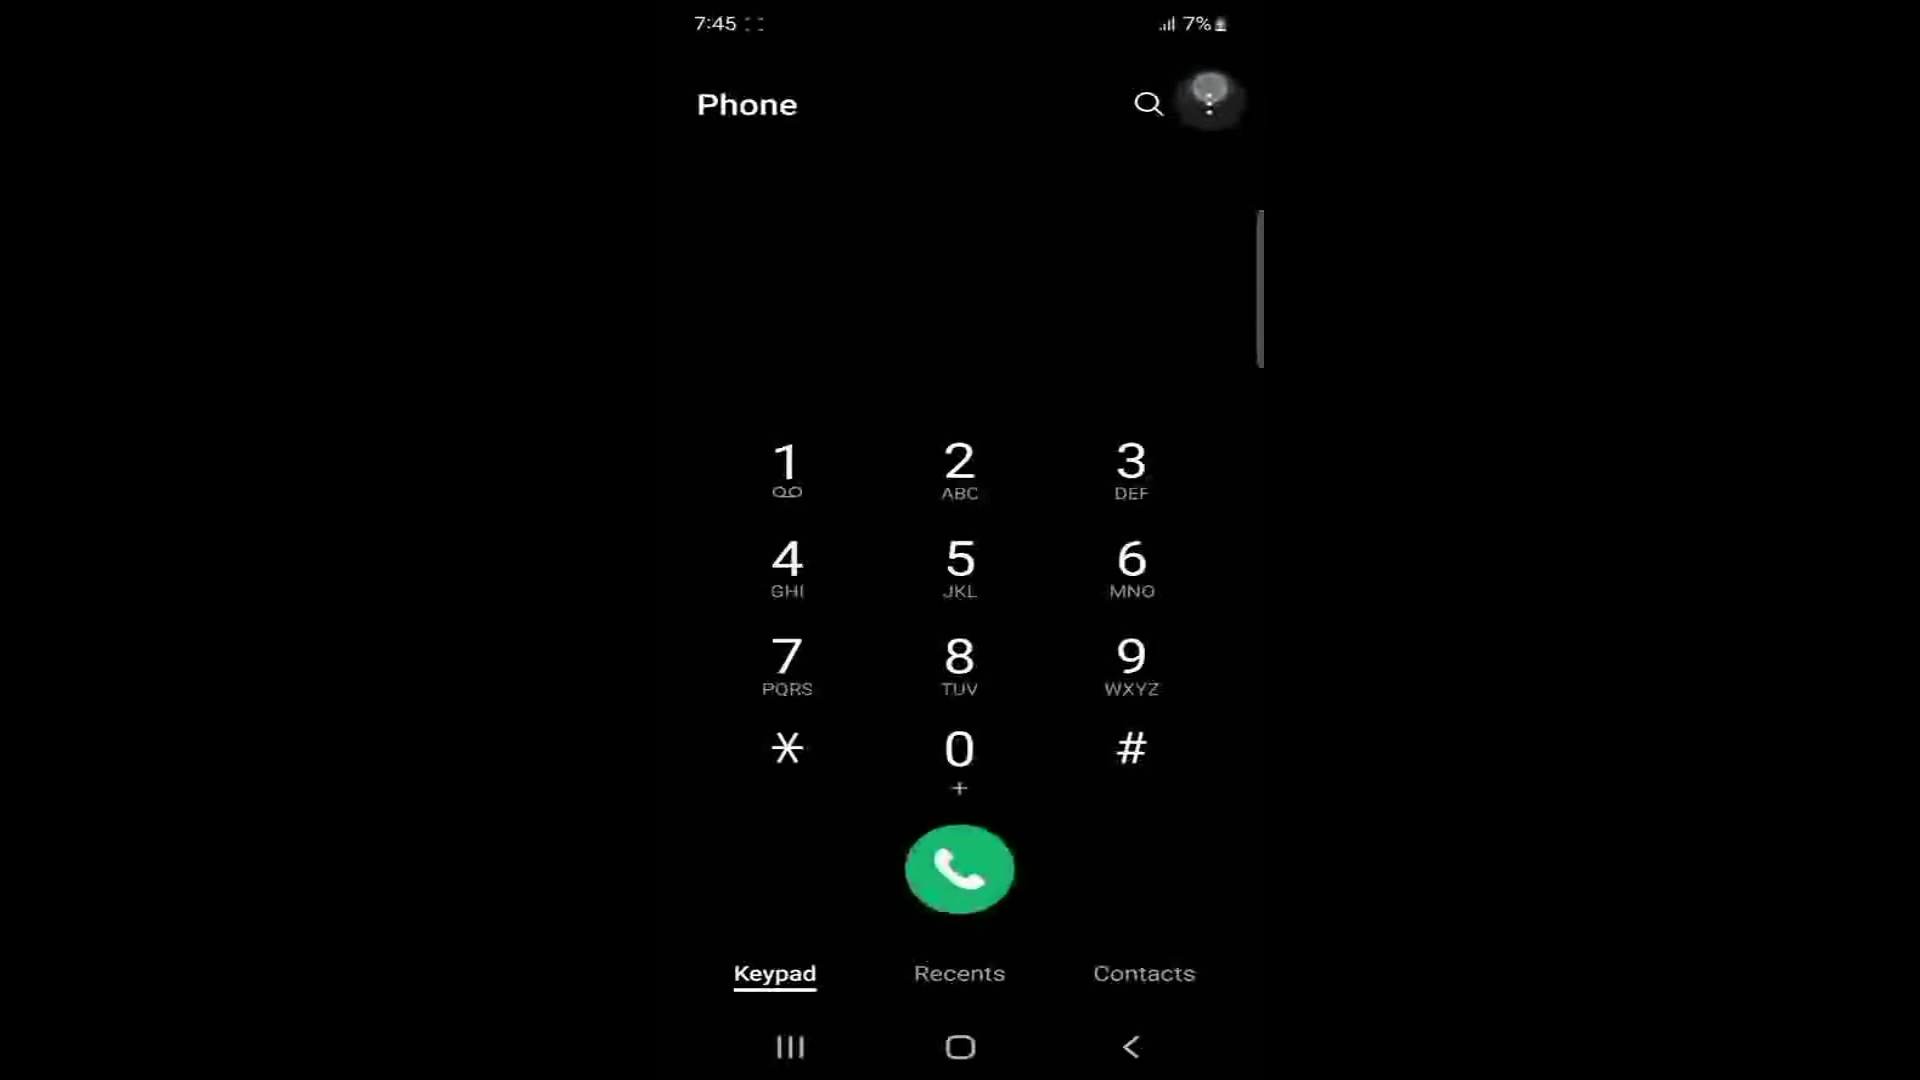 7:45 7%
Phone
1 2 3
ABC DEF
4 5 6
GHI JKL MNO
7 8 9
PQRS TUV WXYZ
* 0 #
+
Keypad Recents Contacts